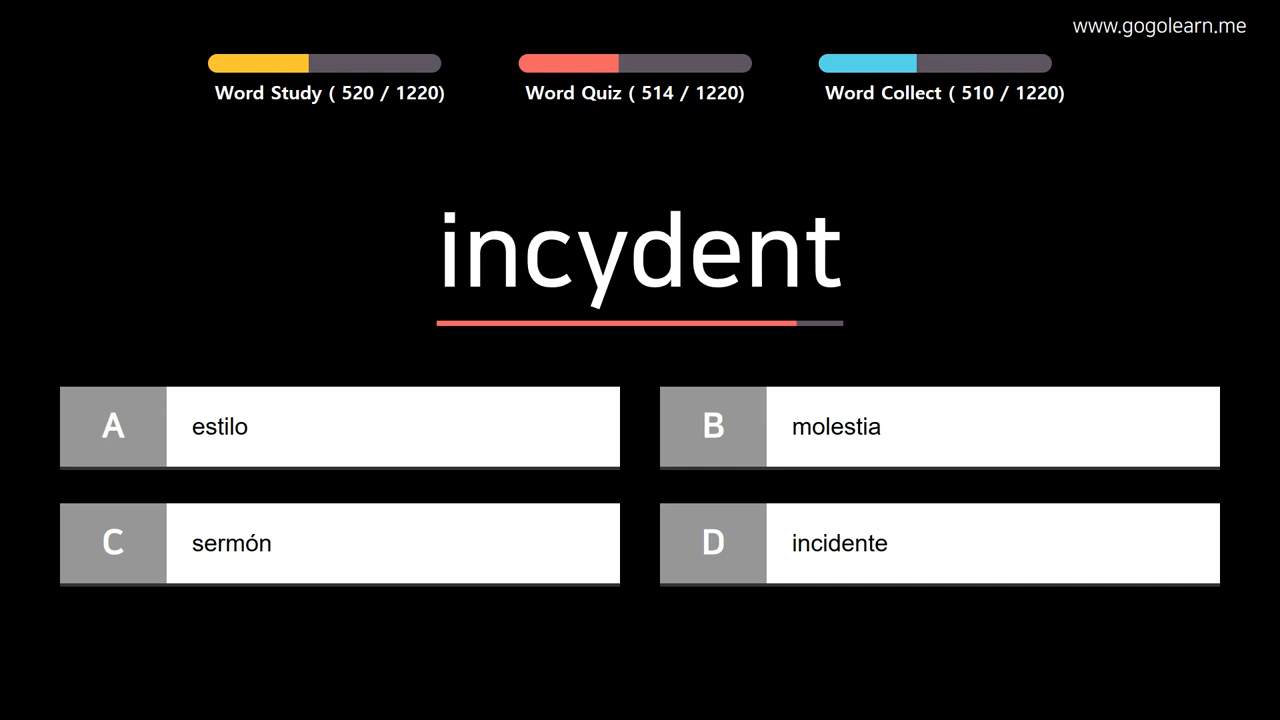 www.gogolearn.me
Word Study ( 520 / 1220)
Word Quiz ( 514 / 1220)
Word Collect ( 510 / 1220)
incydent
A estilo
B molestia
C sermón
D incidente